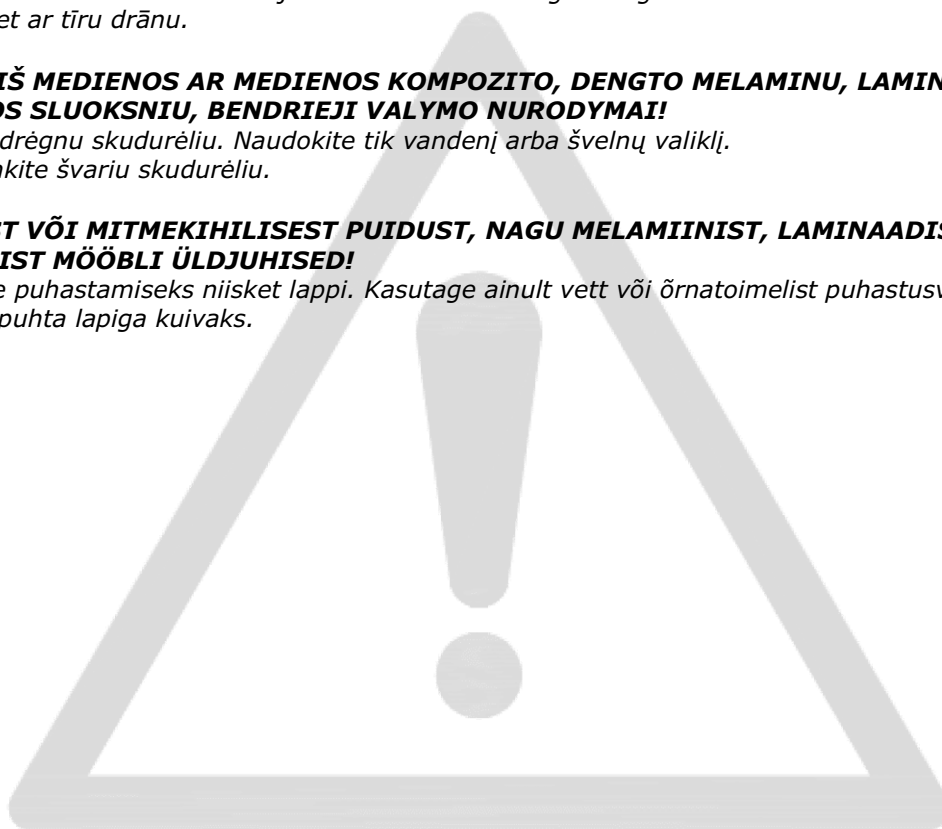 et ar tīru drānu.
IŠ MEDIENOS AR MEDIENOS KOMPOZITO, DENGTO MELAMINU, LAMIN
OS SLUOKSNIU, BENDRIEJI VALYMO NURODYMAI!
drėgnu skudurėliu. Naudokite tik vandenį arba švelnų valiklį.
kite švariu skudurėliu.
ST VÕI MITMEKIHILISEST PUIDUST, NAGU MELAMIINIST, LAMINAADIS
IST MÖÖBLI ÜLDJUHISED!
e puhastamiseks niisket lappi. Kasutage ainult vett või õrnatoimelist puhastusv
puhta lapiga kuivaks.